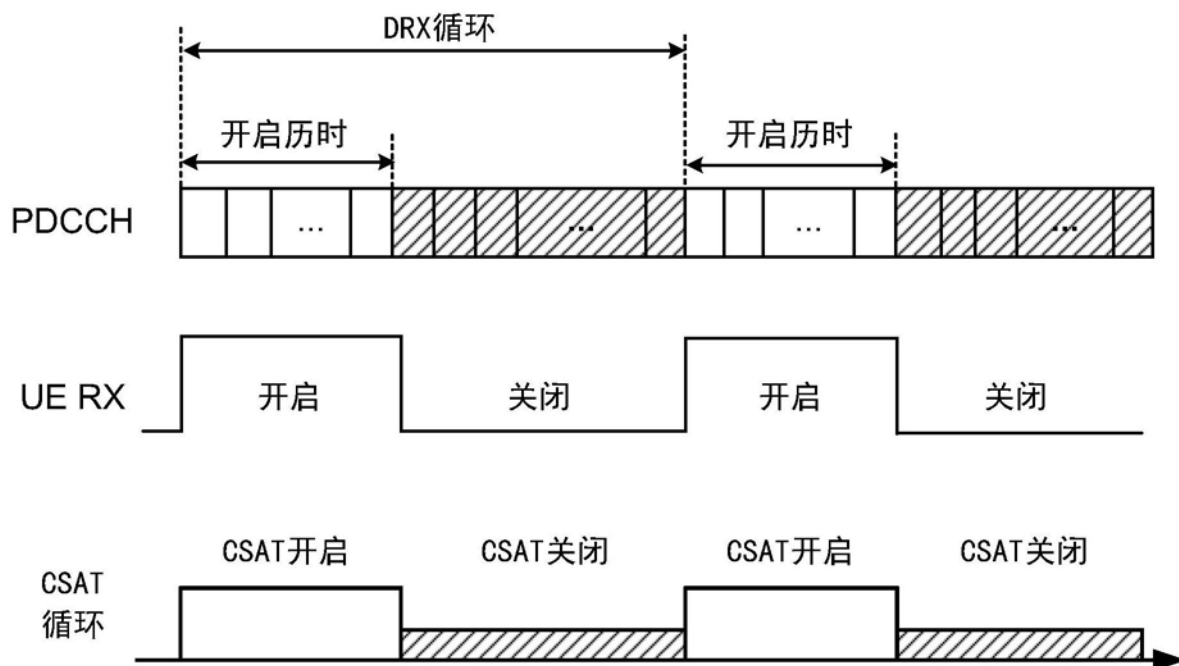 DRX循环
开启历时 开启历时
PDCCH ... ... ... ...
UE RX 开启 关闭 开启 关闭
CSAT开启 CSAT关闭 CSAT开启 CSAT关闭
CSAT
循环